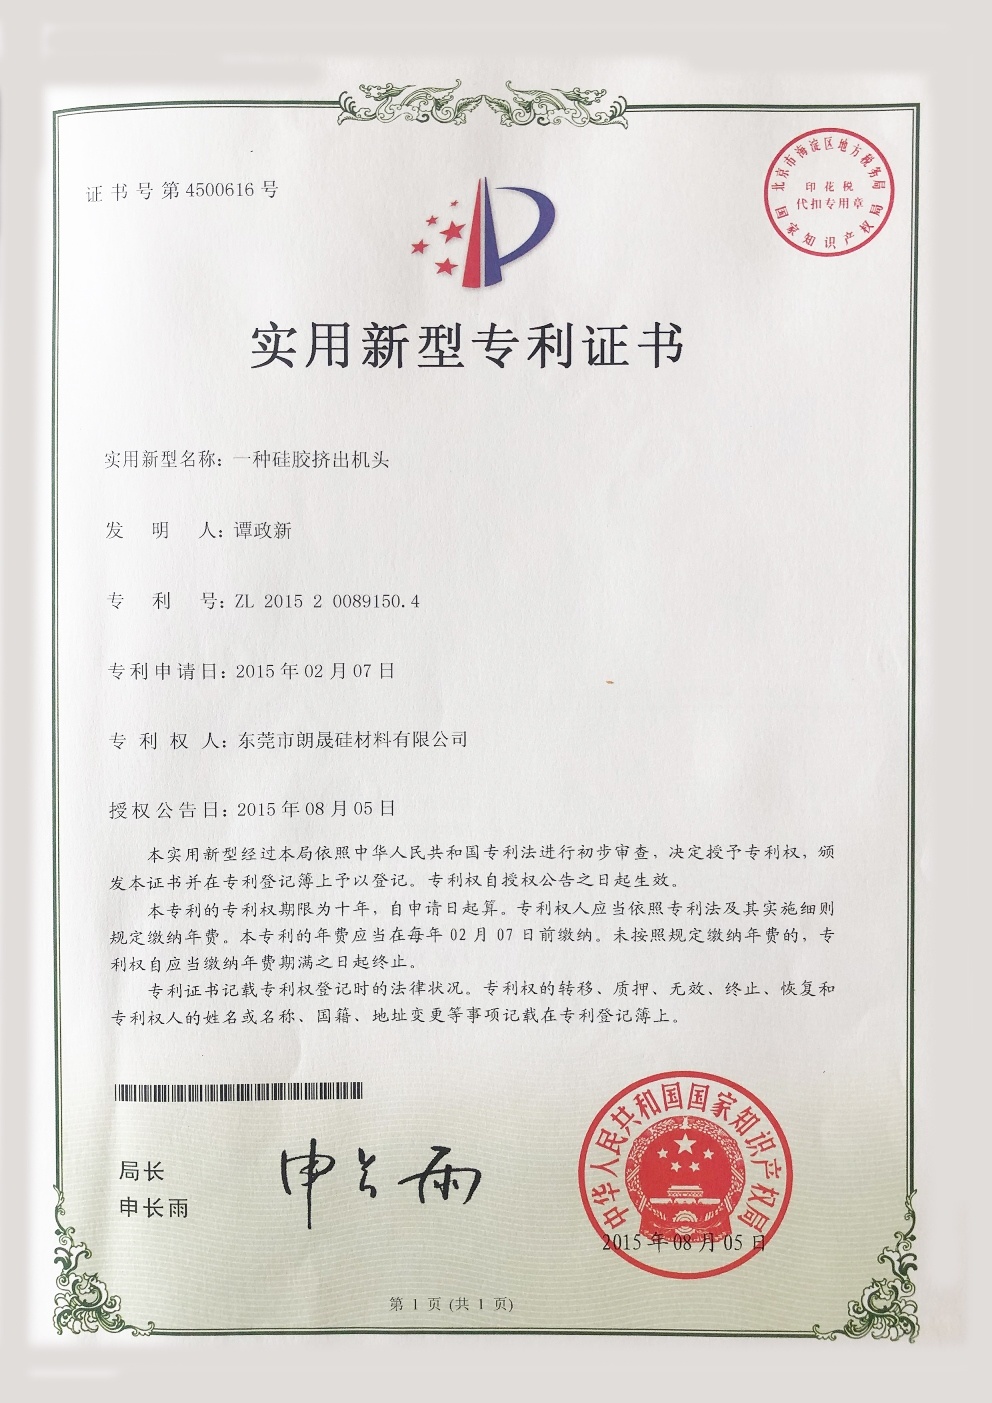 证书号第4500616号
北京市海淀区地方税务局
印花税
代扣专用章
国家知识产权局
实用新型专利证书
实用新型名称：一种硅胶挤出机头
发明人：谭政新
专利号：ZL 2015 2 0089150.4
专利申请日：2015年02月07日
专利权人：东莞市朗晟硅材料有限公司
授权公告日：2015年08月05日
本实用新型经过本局依照中华人民共和国专利法进行初步审查，决定授予专利权，颁
发本证书并在专利登记簿上予以登记。专利权自授权公告之日起生效。
本专利的专利权期限为十年，自申请日起算。专利权人应当依照专利法及其实施细则
规定缴纳年费。本专利的年费应当在每年02月07日前缴纳。未按照规定缴纳年费的，专
利权自应当缴纳年费期满之日起终止。
专利证书记载专利权登记时的法律状况。专利权的转移、质押、无效、终止、恢复和
专利权人的姓名或名称、国籍、地址变更等事项记载在专利登记簿上。
局长
申长雨
申长雨
中华人民共和国国家知识产权局
2015年08月05日
第 1 页 (共 1 页)